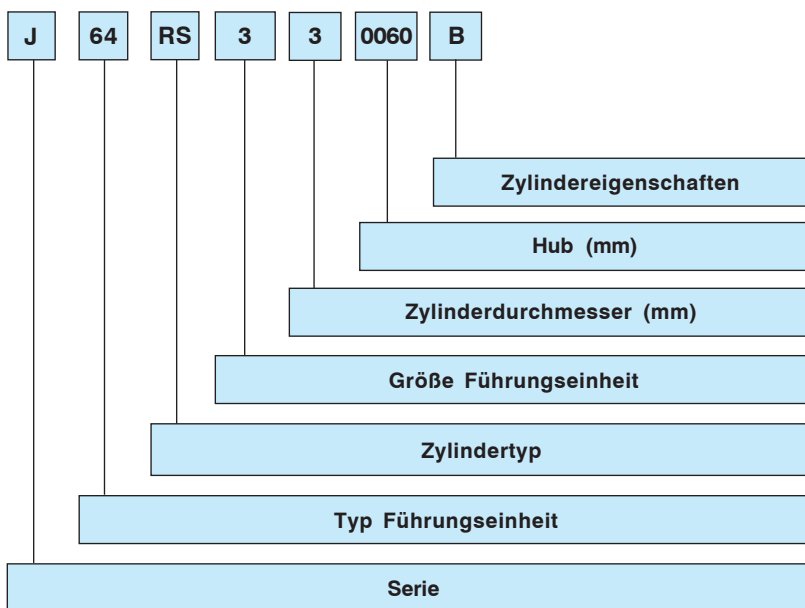 J 64 RS 3 3 0060 B
Zylindereigenschaften
Hub (mm)
Zylinderdurchmesser (mm)
Größe Führungseinheit
Zylindertyp
Typ Führungseinheit
Serie